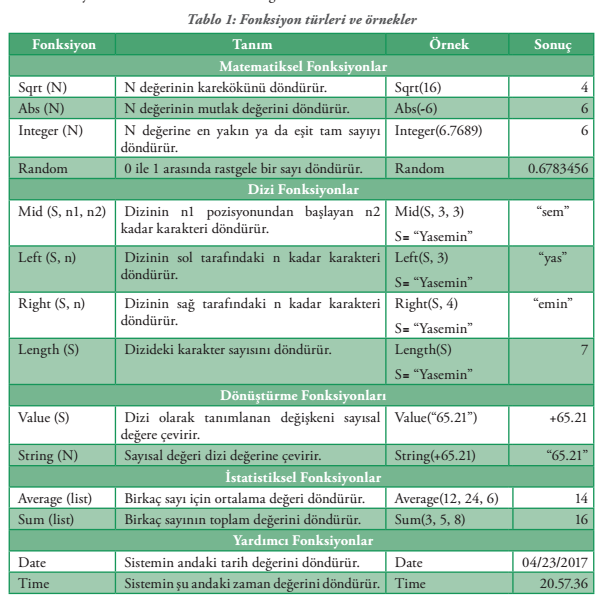 Tablo 1: Fonksiyon türleri ve örnekler
Fonksiyon Tanım Örnek Sonuç
Matematiksel Fonksiyonlar
Sqrt (N) N değerinin karekökünü döndürür. Sqrt(16) 4
Abs (N) N değerinin mutlak değerini döndürür. Abs(-6) 6
Integer (N) N değerine en yakın ya da eşit tam sayıyı Integer(6.7689) 6
döndürür.
Random 0 ile 1 arasında rastgele bir sayı döndürür. Random 0.6783456
Dizi Fonksiyonlar
Mid (S, n1, n2) Dizinin n1 pozisyonundan başlayan n2 Mid(S, 3, 3) “sem”
kadar karakteri döndürür.
S= “Yasemin”
Left (S, n) Dizinin sol tarafındaki n kadar karakteri Left(S, 3) “yas”
döndürür.
S= “Yasemin”
Right (S, n) Dizinin sağ tarafındaki n kadar karakteri Right(S, 4) “emin”
döndürür.
S= “Yasemin”
Length (S) Dizideki karakter sayısını döndürür. Length(S) 7
S= “Yasemin”
Dönüştürme Fonksiyonları
Value (S) Dizi olarak tanımlanan değişkeni sayısal Value(“65.21”) +65.21
değere çevirir.
String (N) Sayısal değeri dizi değerine çevirir. String(+65.21) “65.21”
İstatistiksel Fonksiyonlar
Average (list) Birkaç sayı için ortalama değeri döndürür. Average(12, 24, 6) 14
Sum (list) Birkaç sayının toplam değerini döndürür. Sum(3, 5, 8) 16
Yardımcı Fonksiyonlar
Date Sistemin andaki tarih değerini döndürür. Date 04/23/2017
Time Sistemin şu andaki zaman değerini döndürür. Time 20.57.36